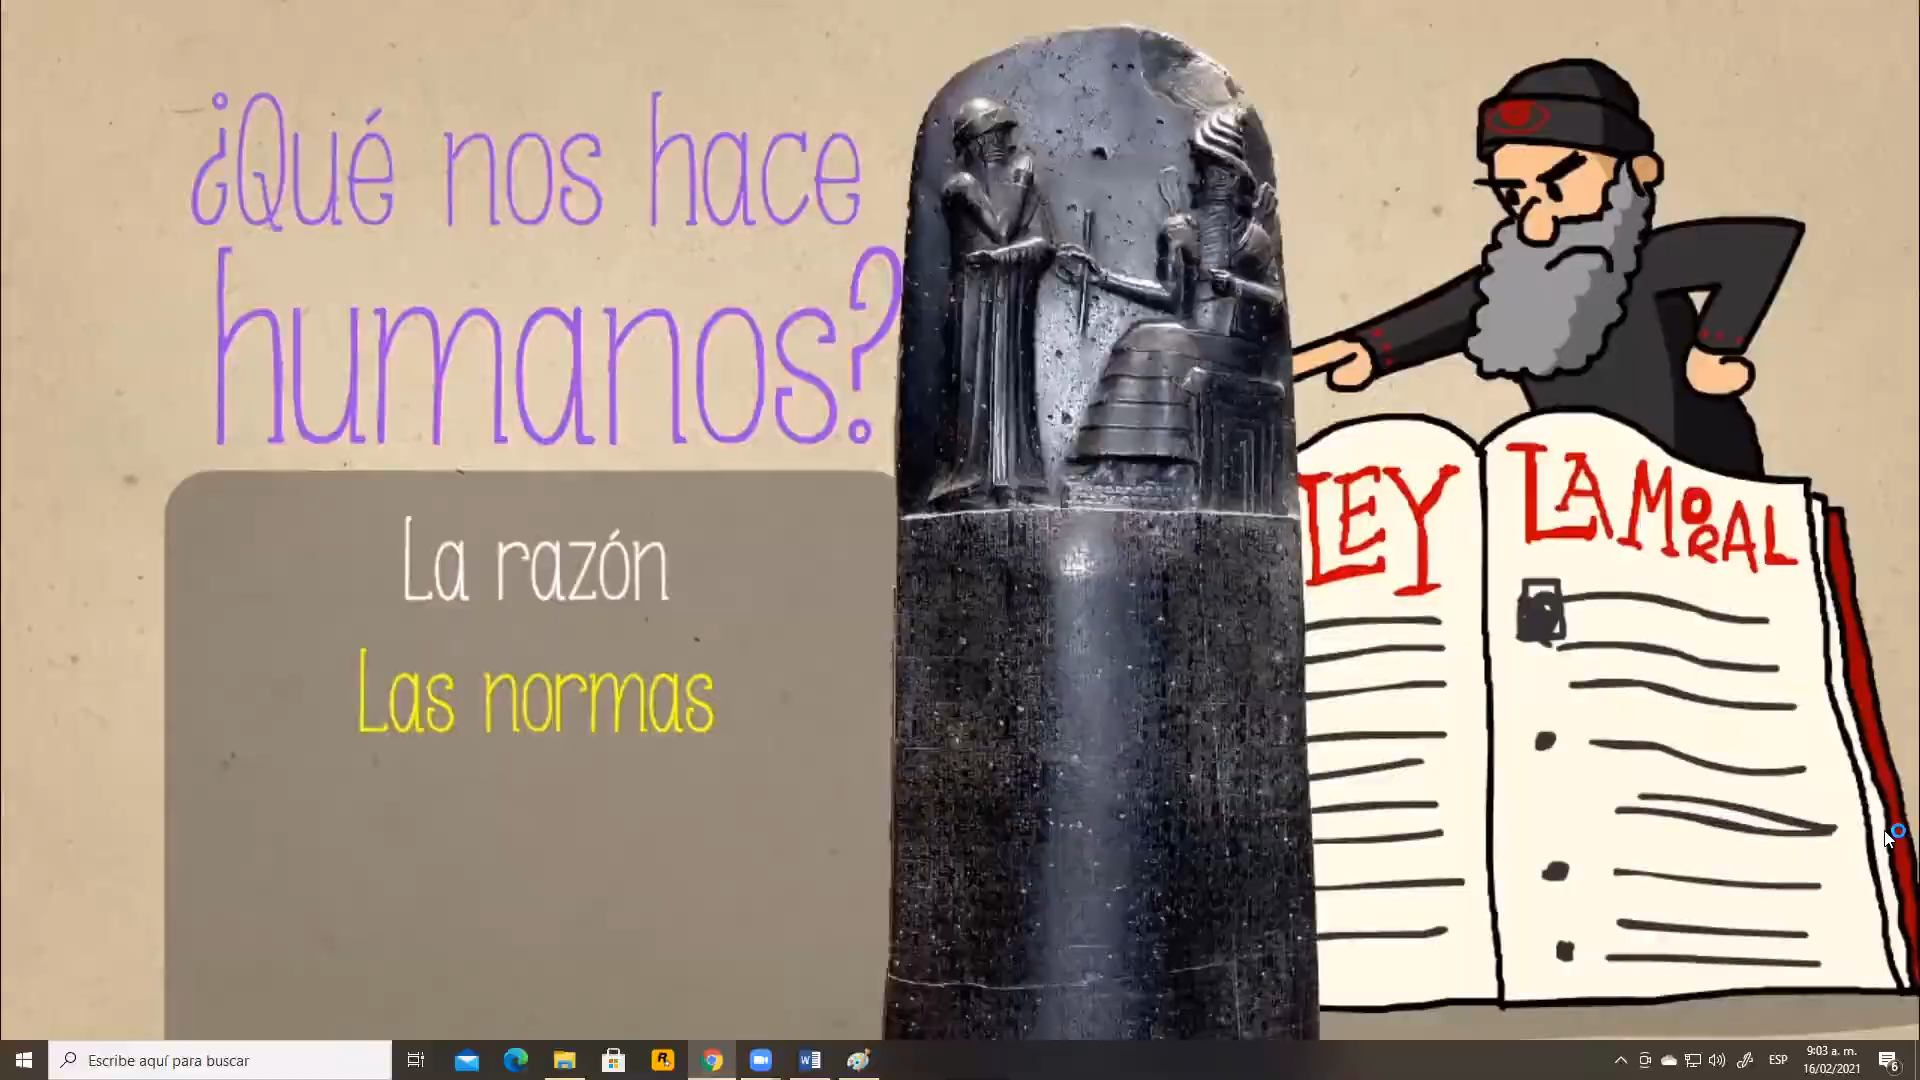 ¿Qué nos hace
humanos?
La razón
Las normas
LEY
LA MORAL
Escribe aquí para buscar
ESP
9:03 a. m.
16/02/2021
6